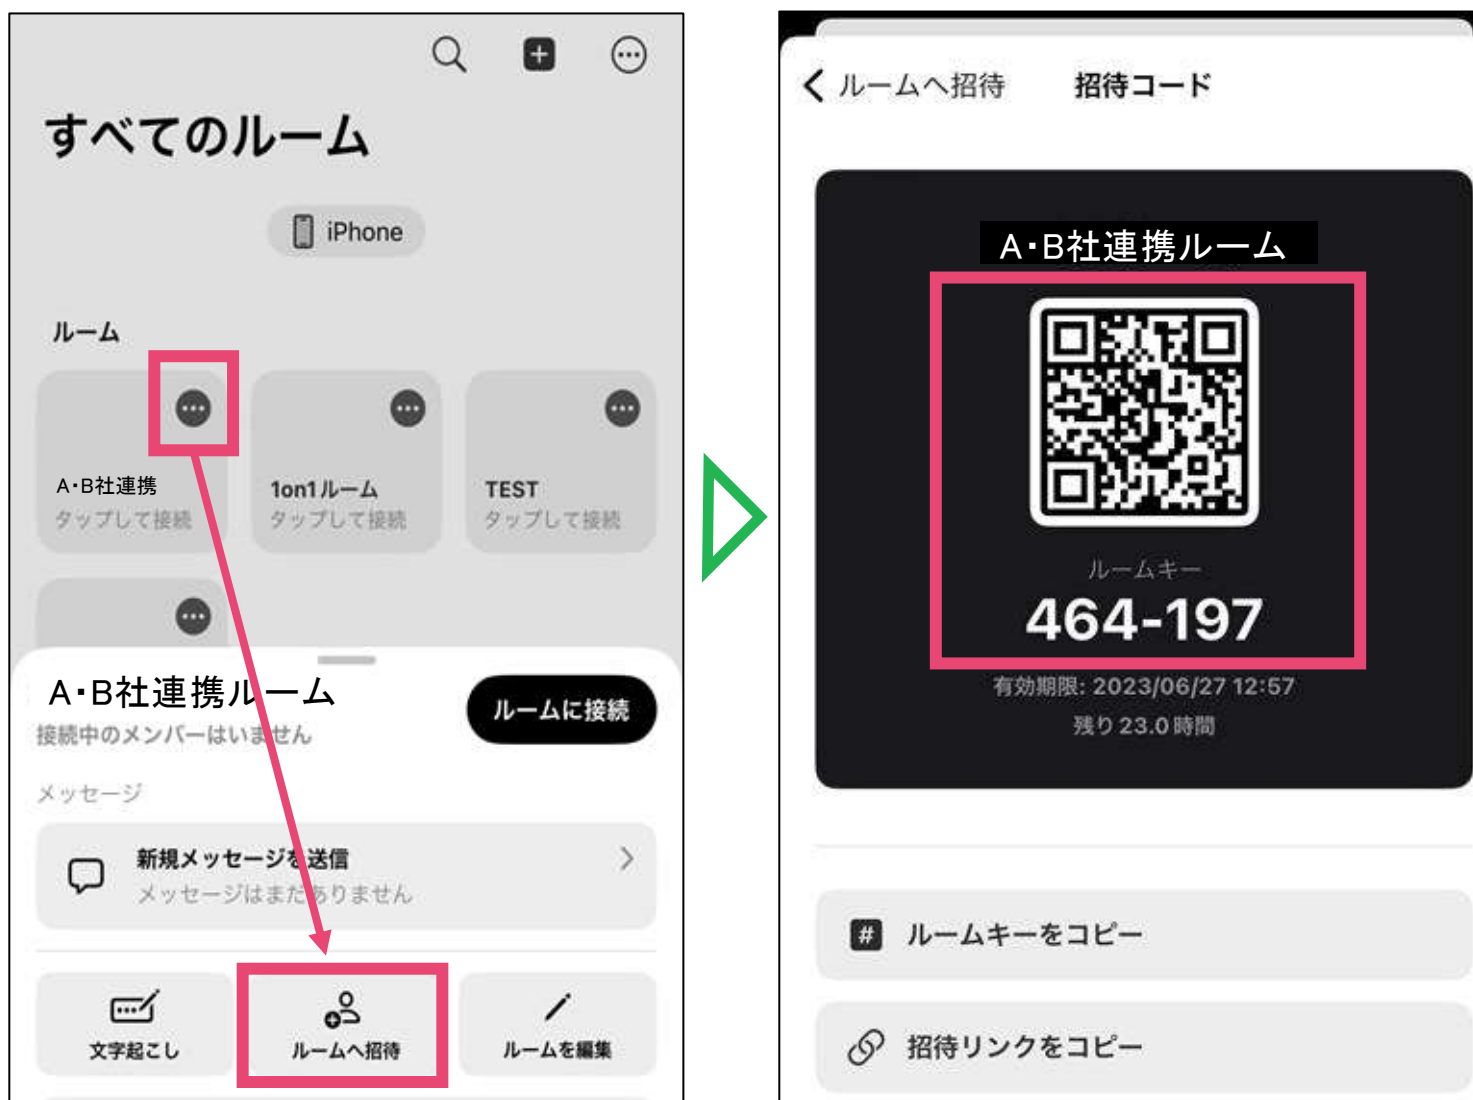 すべてのルーム
iPhone
ルーム
A・B社連携
タップして接続
1on1ルーム
タップして接続
TEST
タップして接続
A・B社連携ルーム
接続中のメンバーはいません
ルームに接続
メッセージ
新規メッセージを送信
メッセージはまだありません
文字起こし
ルームへ招待
ルームを編集
ルームへ招待
招待コード
A・B社連携ルーム
ルームキー
464-197
有効期限: 2023/06/27 12:57
残り 23.0 時間
# ルームキーをコピー
招待リンクをコピー